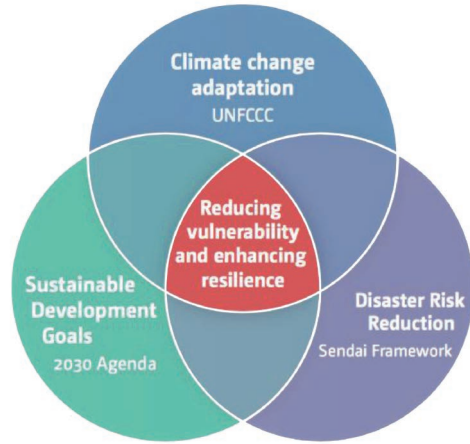 Climate change
adaptation
UNFCCC
Reducing
vulnerability
and enhancing
resilience
Sustainable
Development
Goals
2030 Agenda
Disaster Risk
Reduction
Sendai Framework